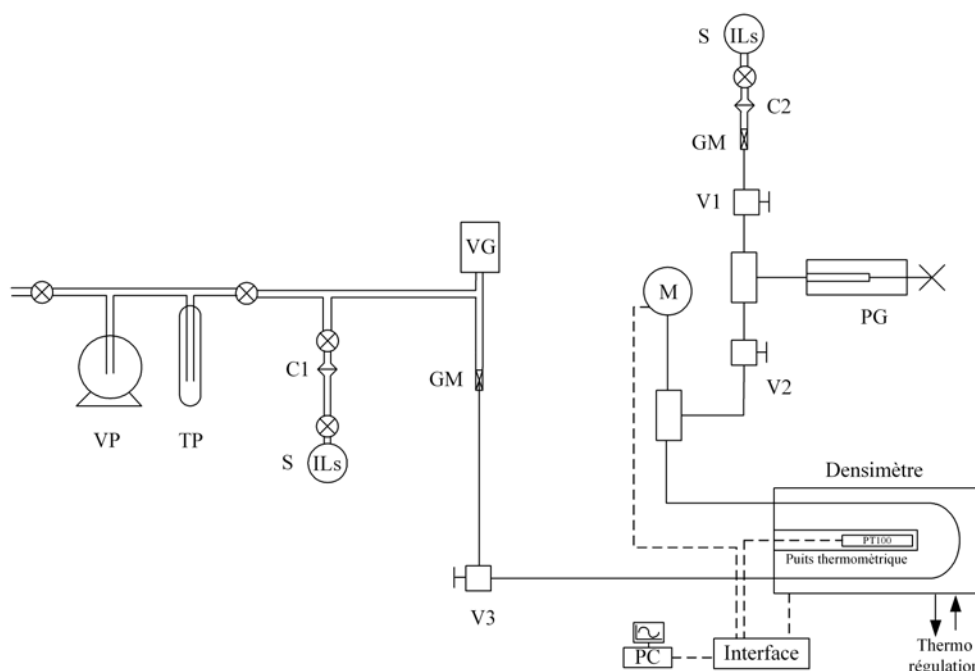 S
ILs
C2
GM
V1
VG
M
PG
C1
GM
V2
VP
TP
S
ILs
Densimètre
PT100
Puits thermomètrique
V3
PC
Interface
Thermo
régulation